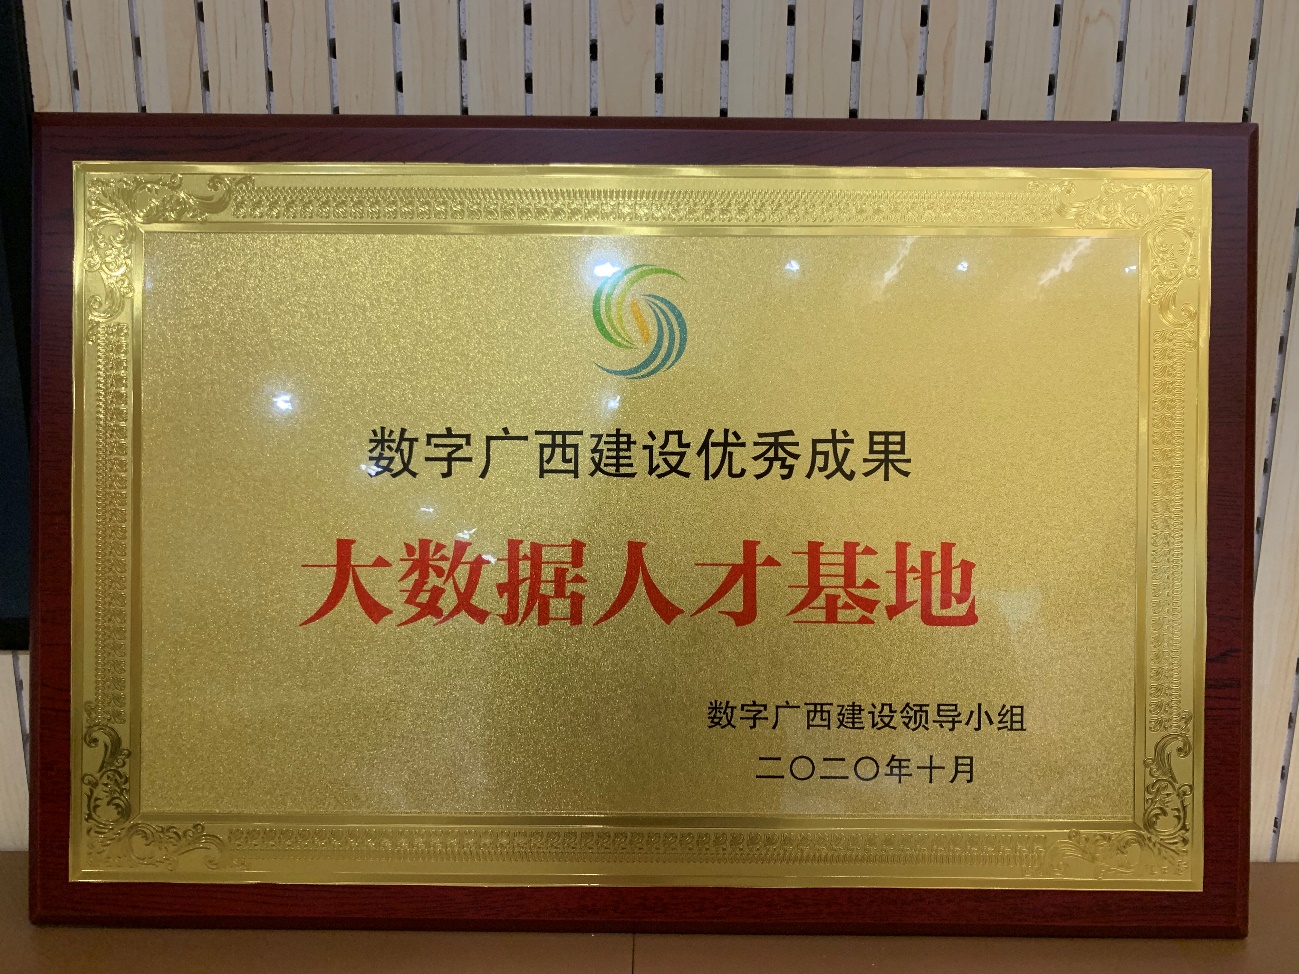 数字广西建设优秀成果
大数据人才基地
数字广西建设领导小组
二〇二〇年十月